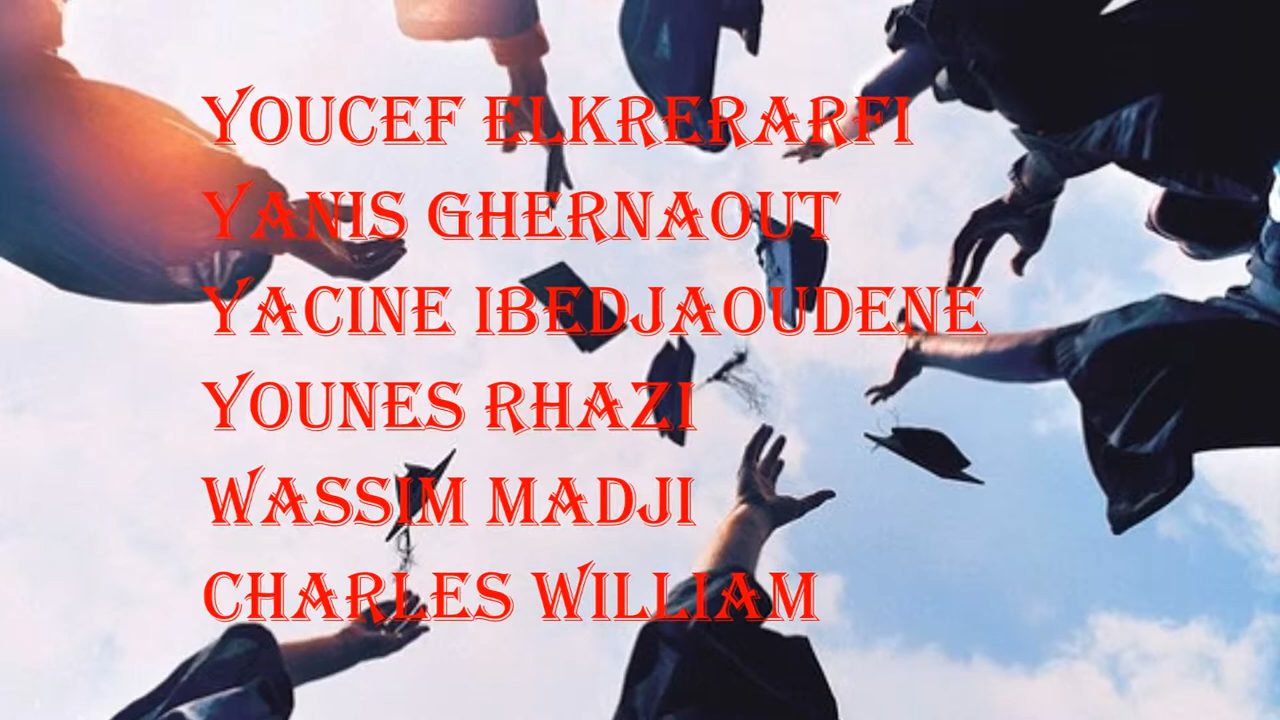 YOUCEF ELKRERARFI
YANIS GHERNAOUT
YACINE IBEDJAOUDENE
YOUNES RHAZI
WASSIM MADJI
CHARLES WILLIAM